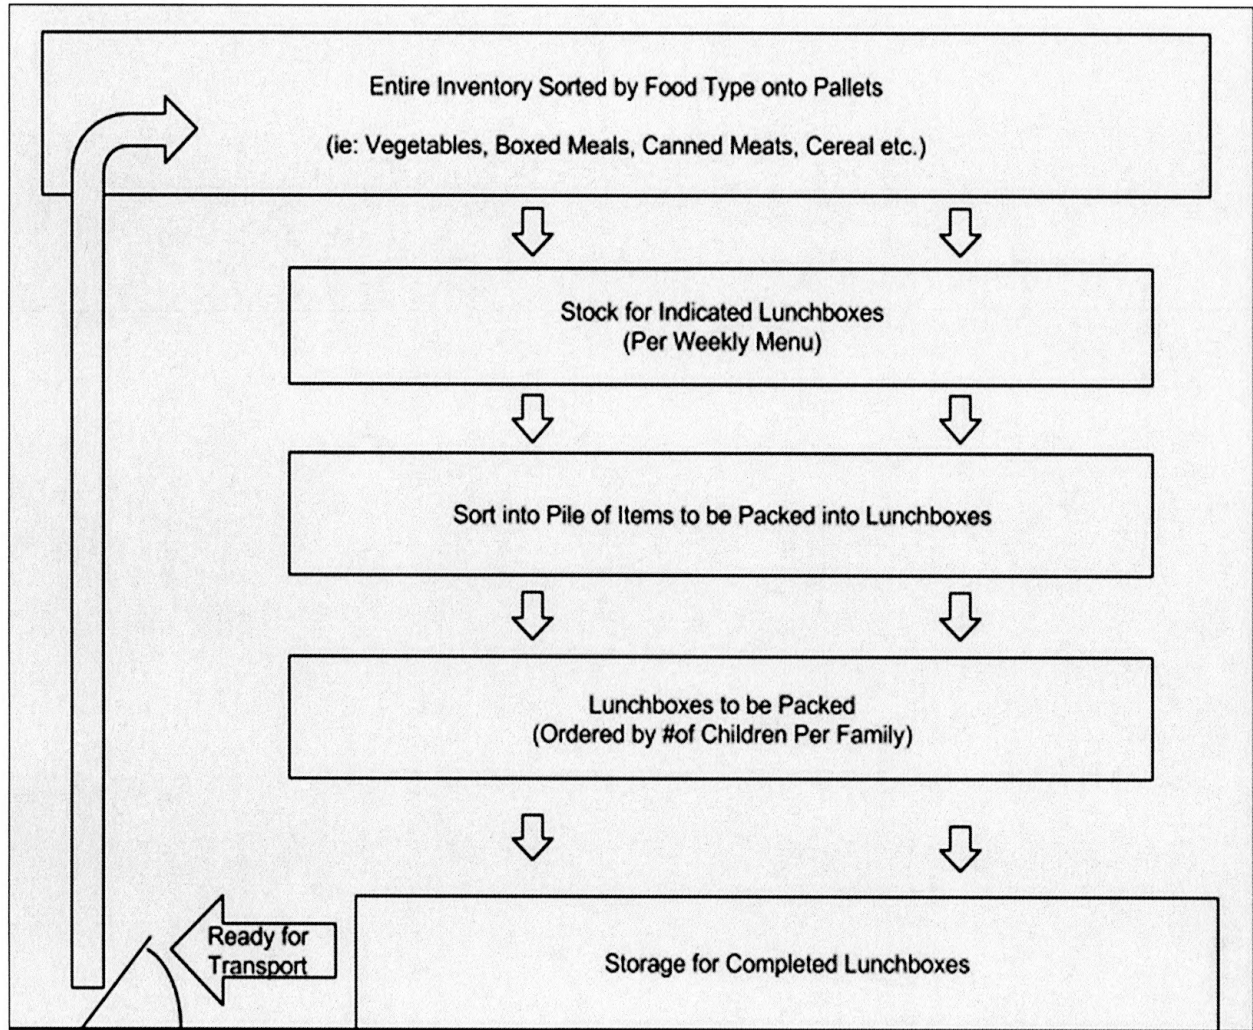 Entire Inventory Sorted by Food Type onto Pallets
(ie: Vegetables, Boxed Meals, Canned Meats, Cereal etc.)
Stock for Indicated Lunchboxes
(Per Weekly Menu)
Sort into Pile of Items to be Packed into Lunchboxes
Lunchboxes to be Packed
(Ordered by #of Children Per Family)
Ready for
Transport
Storage for Completed Lunchboxes